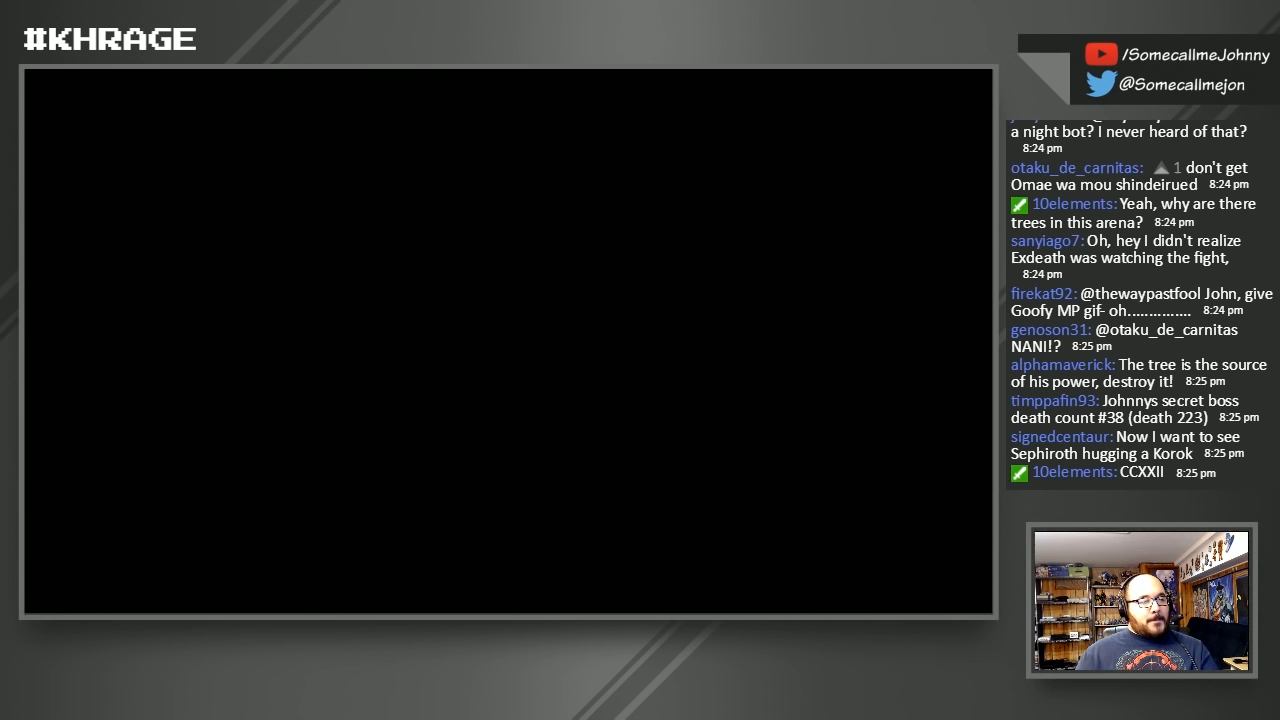 #KHRAGE
/SomecallmeJohnny
@Somecallmejon
a night bot? I never heard of that?
8:24 pm
otaku_de_carnitas: 1 don't get
Omae wa mou shindeirued 8:24 pm
10elements: Yeah, why are there
trees in this arena? 8:24 pm
sanyiago7: Oh, hey I didn't realize
Exdeath was watching the fight,
8:24 pm
firekat92: @thewaypastfool John, give
Goofy MP gif- oh............... 8:24 pm
genoson31: @otaku_de_carnitas
NANI!? 8:25 pm
alphamaverick: The tree is the source
of his power, destroy it! 8:25 pm
timppafin93: Johnnys secret boss
death count #38 (death 223) 8:25 pm
signedcentaur: Now I want to see
Sephiroth hugging a Korok 8:25 pm
10elements: CCXXII 8:25 pm